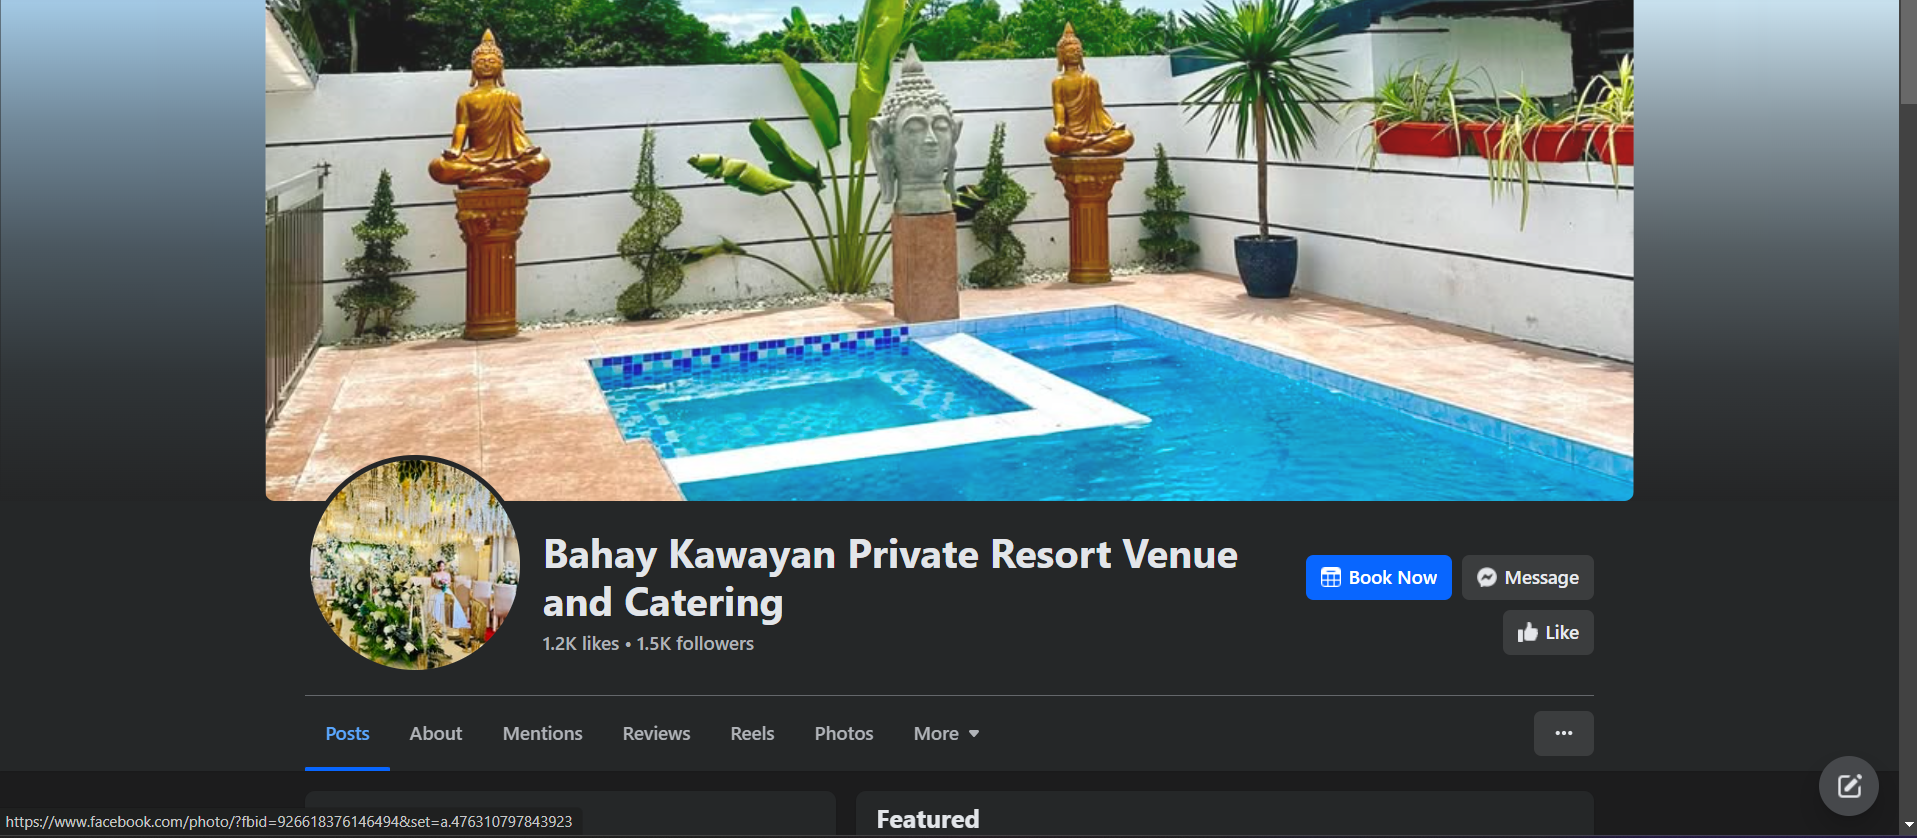 Bahay Kawayan Private Resort Venue
and Catering
1.2K likes • 1.5K followers
Book Now
Message
Like
Posts
About
Mentions
Reviews
Reels
Photos
More
Featured
https://www.facebook.com/photo/?fbid=926618376146494&set=a.476310797843923